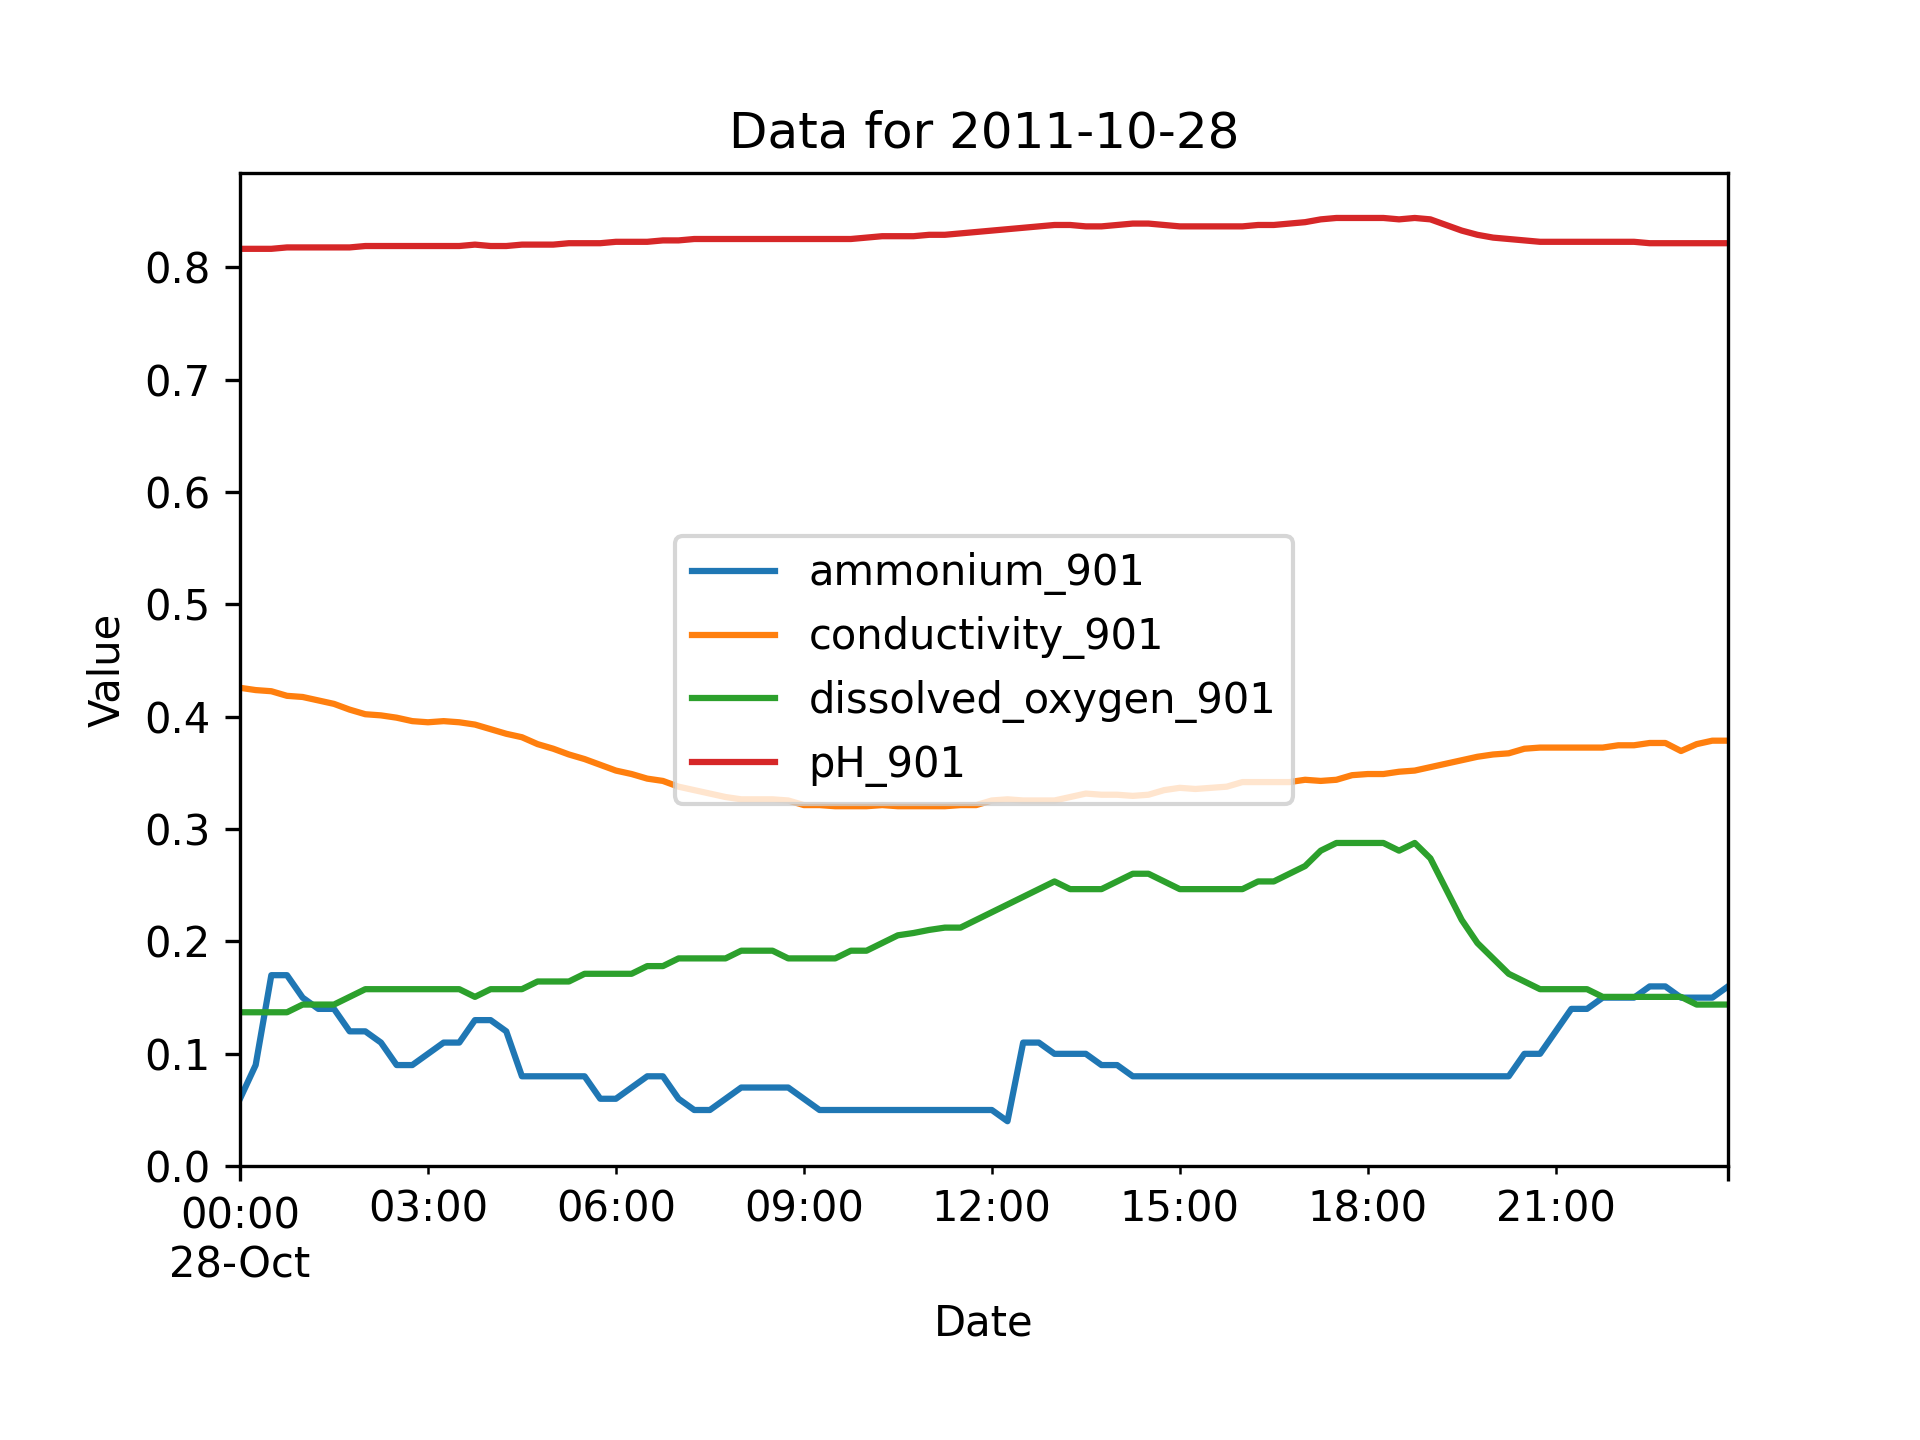 Data for 2011-10-28
Value
0.8
0.7
0.6
0.5
0.4
0.3
0.2
0.1
0.0
ammonium_901
conductivity_901
dissolved_oxygen_901
pH_901
00:00 03:00 06:00 09:00 12:00 15:00 18:00 21:00
28-Oct
Date